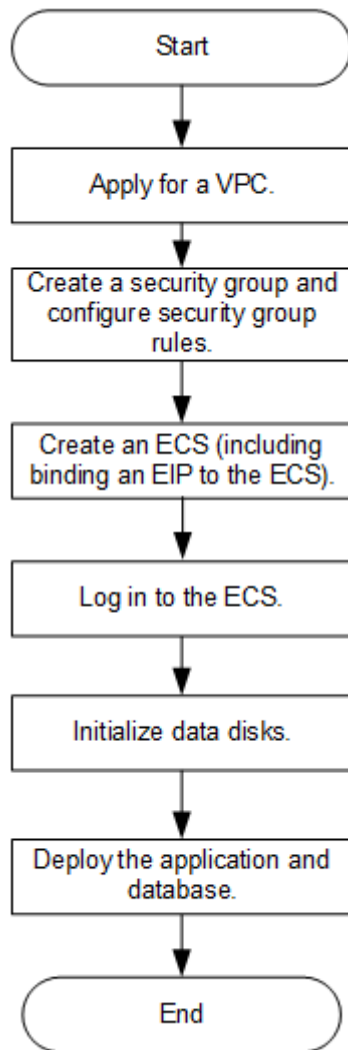 Start
Apply for a VPC.
Create a security group and
configure security group
rules.
Create an ECS (including
binding an EIP to the ECS).
Log in to the ECS.
Initialize data disks.
Deploy the application and
database.
End